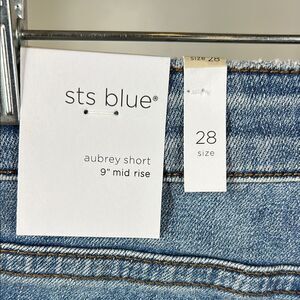 sts blue®
aubrey short
9" mid rise
size 28
28
size